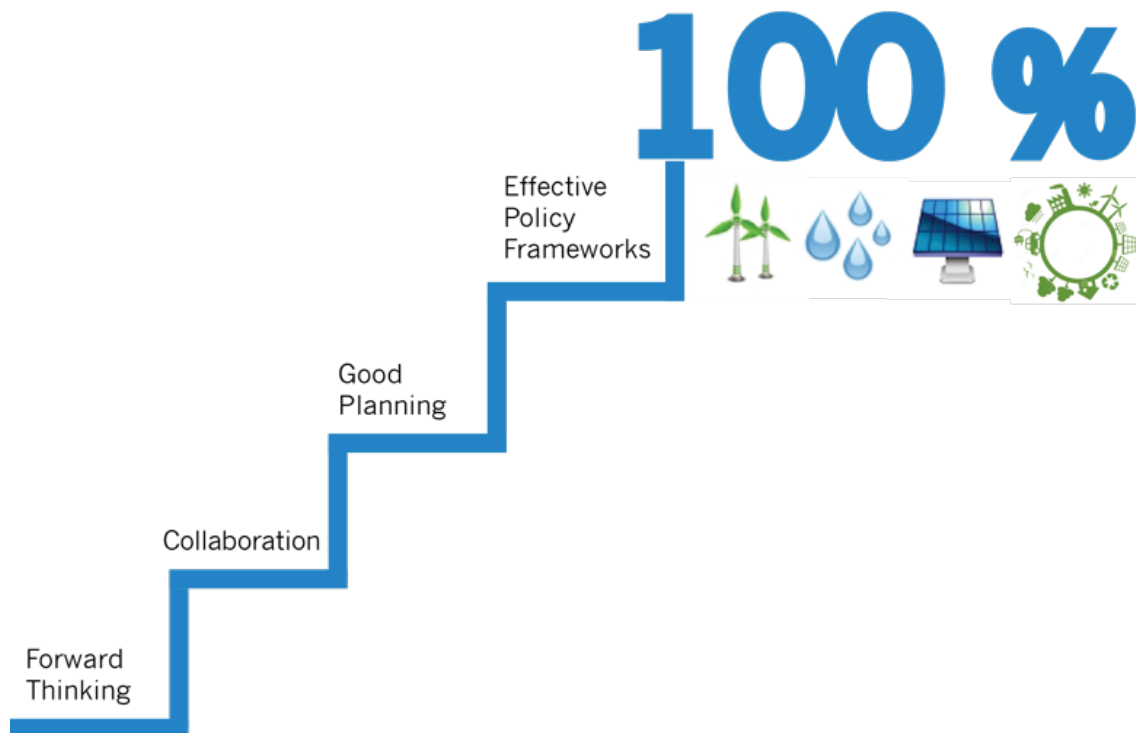 100 %
Effective
Policy
Frameworks
Good
Planning
Collaboration
Forward
Thinking